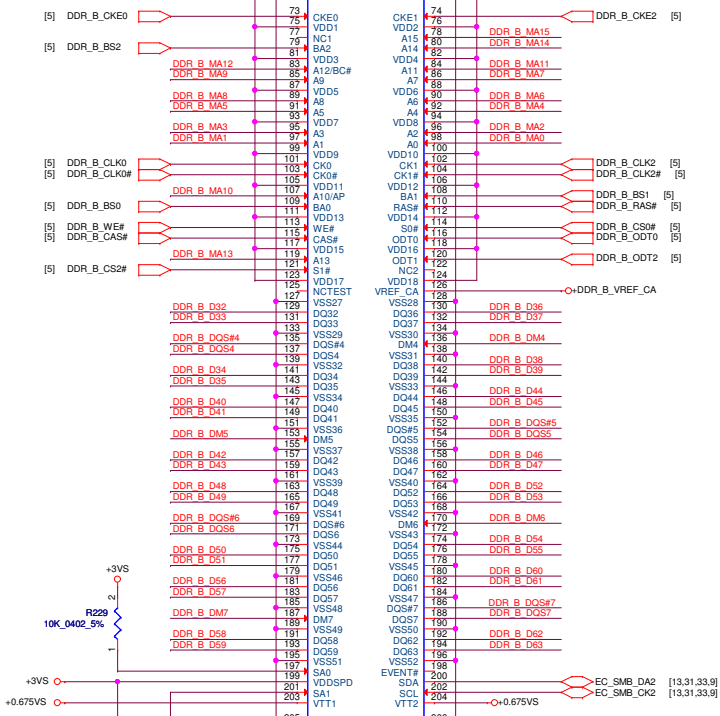 [5] DDR_B_CKE0 73 CKE0 CKE1 74 DDR_B_CKE2 [5]
75 VDD1 VDD2 76
77 NC1 A15 78 DDR_B_MA15
[5] DDR_B_BS2 79 BA2 A14 80 DDR_B_MA14
81 VDD3 VDD4 82
DDR_B_MA12 83 A12/BC# A11 84 DDR_B_MA11
DDR_B_MA9 85 A9 A7 86 DDR_B_MA7
87 VDD5 VDD6 88
DDR_B_MA8 89 A8 A6 90 DDR_B_MA6
DDR_B_MA5 91 A5 A4 92 DDR_B_MA4
93 VDD7 VDD8 94
DDR_B_MA3 95 A3 A2 96 DDR_B_MA2
DDR_B_MA1 97 A1 A0 98 DDR_B_MA0
99 VDD9 VDD10 100
[5] DDR_B_CLK0 101 CK0 CK1 102 DDR_B_CLK2 [5]
[5] DDR_B_CLK0# 103 CK0# CK1# 104 DDR_B_CLK2# [5]
105 VDD11 VDD12 106
DDR_B_MA10 107 A10/AP BA1 108 DDR_B_BS1 [5]
[5] DDR_B_BS0 109 BA0 RAS# 110 DDR_B_RAS# [5]
111 VDD13 VDD14 112
[5] DDR_B_WE# 113 WE# S0# 114 DDR_B_CS0# [5]
[5] DDR_B_CAS# 115 CAS# ODT0 116 DDR_B_ODT0 [5]
117 VDD15 VDD16 118
DDR_B_MA13 119 A13 ODT1 120 DDR_B_ODT2 [5]
[5] DDR_B_CS2# 121 S1# NC2 122
123 VDD17 VDD18 124
125 NCTEST VREF_CA 126 +DDR_B_VREF_CA
127 VSS27 VSS28 128
DDR_B_D32 129 DQ32 DQ36 130 DDR_B_D36
DDR_B_D33 131 DQ33 DQ37 132 DDR_B_D37
133 VSS29 VSS30 134
DDR_B_DQS#4 135 DQS#4 DM4 136 DDR_B_DM4
DDR_B_DQS4 137 DQS4 VSS31 138
139 VSS32 DQ38 140 DDR_B_D38
DDR_B_D34 141 DQ34 DQ39 142 DDR_B_D39
DDR_B_D35 143 DQ35 VSS33 144
145 VSS34 DQ44 146 DDR_B_D44
DDR_B_D40 147 DQ40 DQ45 148 DDR_B_D45
DDR_B_D41 149 DQ41 VSS35 150
151 VSS36 DQS#5 152 DDR_B_DQS#5
DDR_B_DM5 153 DM5 DQS5 154 DDR_B_DQS5
155 VSS37 VSS38 156
DDR_B_D42 157 DQ42 DQ46 158 DDR_B_D46
DDR_B_D43 159 DQ43 DQ47 160 DDR_B_D47
161 VSS39 VSS40 162
DDR_B_D48 163 DQ48 DQ52 164 DDR_B_D52
DDR_B_D49 165 DQ49 DQ53 166 DDR_B_D53
167 VSS41 VSS42 168
DDR_B_DQS#6 169 DQS#6 DM6 170 DDR_B_DM6
DDR_B_DQS6 171 DQS6 VSS43 172
173 VSS44 DQ54 174 DDR_B_D54
DDR_B_D50 175 DQ50 DQ55 176 DDR_B_D55
DDR_B_D51 177 DQ51 VSS45 178
+3VS 179 VSS46 DQ60 180 DDR_B_D60
DDR_B_D56 181 DQ56 DQ61 182 DDR_B_D61
DDR_B_D57 183 DQ57 VSS47 184
2 185 VSS48 DQS#7 186 DDR_B_DQS#7
R229 DDR_B_DM7 187 DM7 DQS7 188 DDR_B_DQS7
10K_0402_5% 189 VSS49 VSS50 190
DDR_B_D58 191 DQ58 DQ62 192 DDR_B_D62
1 DDR_B_D59 193 DQ59 DQ63 194 DDR_B_D63
195 VSS51 VSS52 196
197 SA0 EVENT# 198
+3VS 199 VDDSPD SDA 200 EC_SMB_DA2 [13,31,33,9]
201 SA1 SCL 202 EC_SMB_CK2 [13,31,33,9]
+0.675VS 203 VTT1 VTT2 204 +0.675VS